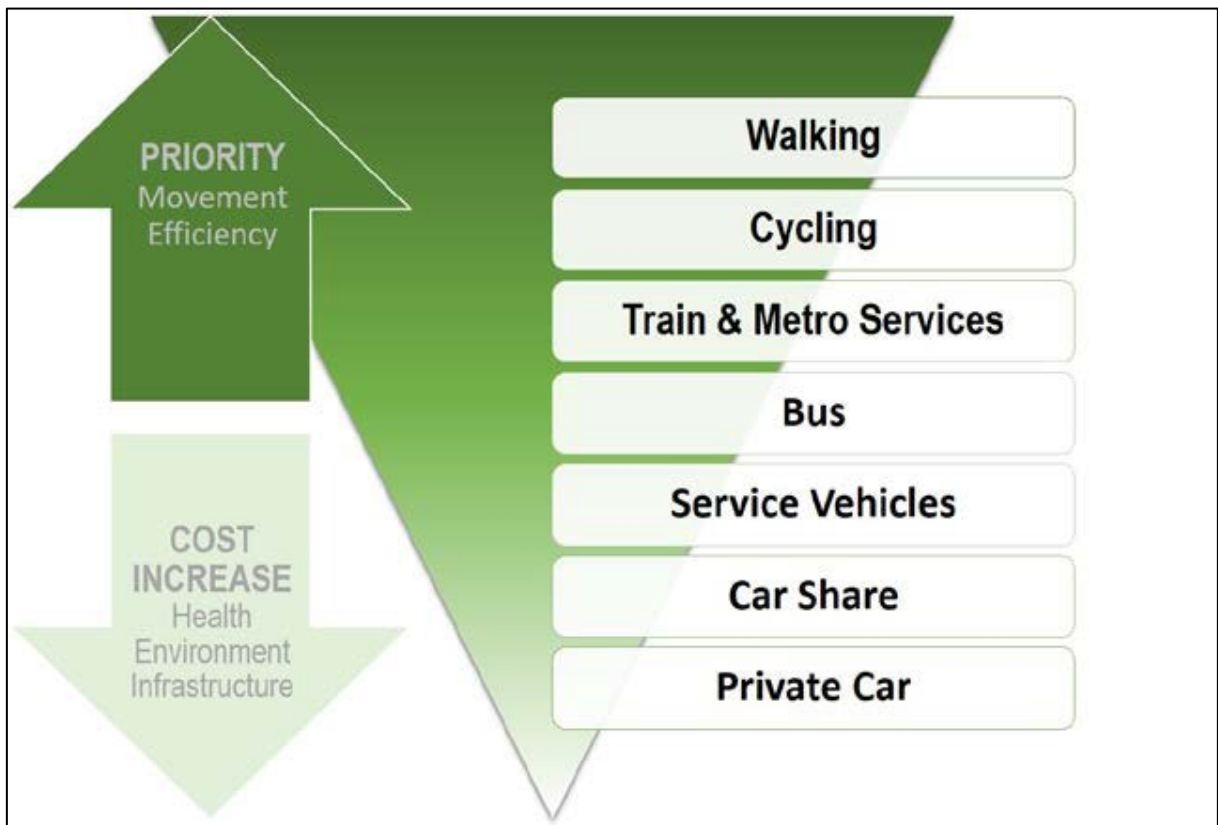 PRIORITY
Movement
Efficiency
COST
INCREASE
Health
Environment
Infrastructure
Walking
Cycling
Train & Metro Services
Bus
Service Vehicles
Car Share
Private Car